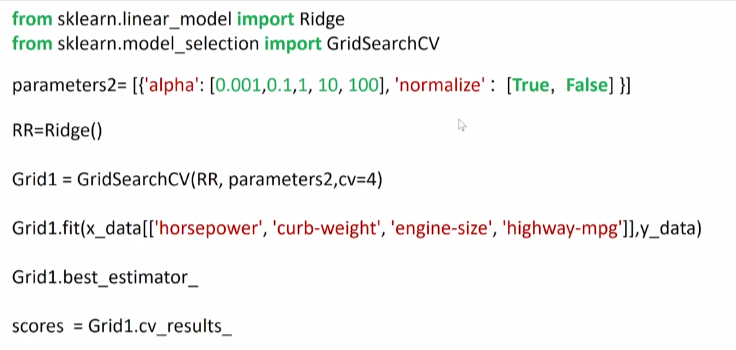 from sklearn.linear_model import Ridge
from sklearn.model_selection import GridSearchCV
parameters2= [{'alpha': [0.001,0.1,1, 10, 100], 'normalize' : [True, False] }]
RR=Ridge()
Grid1 = GridSearchCV(RR, parameters2,cv=4)
Grid1.fit(x_data[['horsepower', 'curb-weight', 'engine-size', 'highway-mpg']],y_data)
Grid1.best_estimator_
scores = Grid1.cv_results_